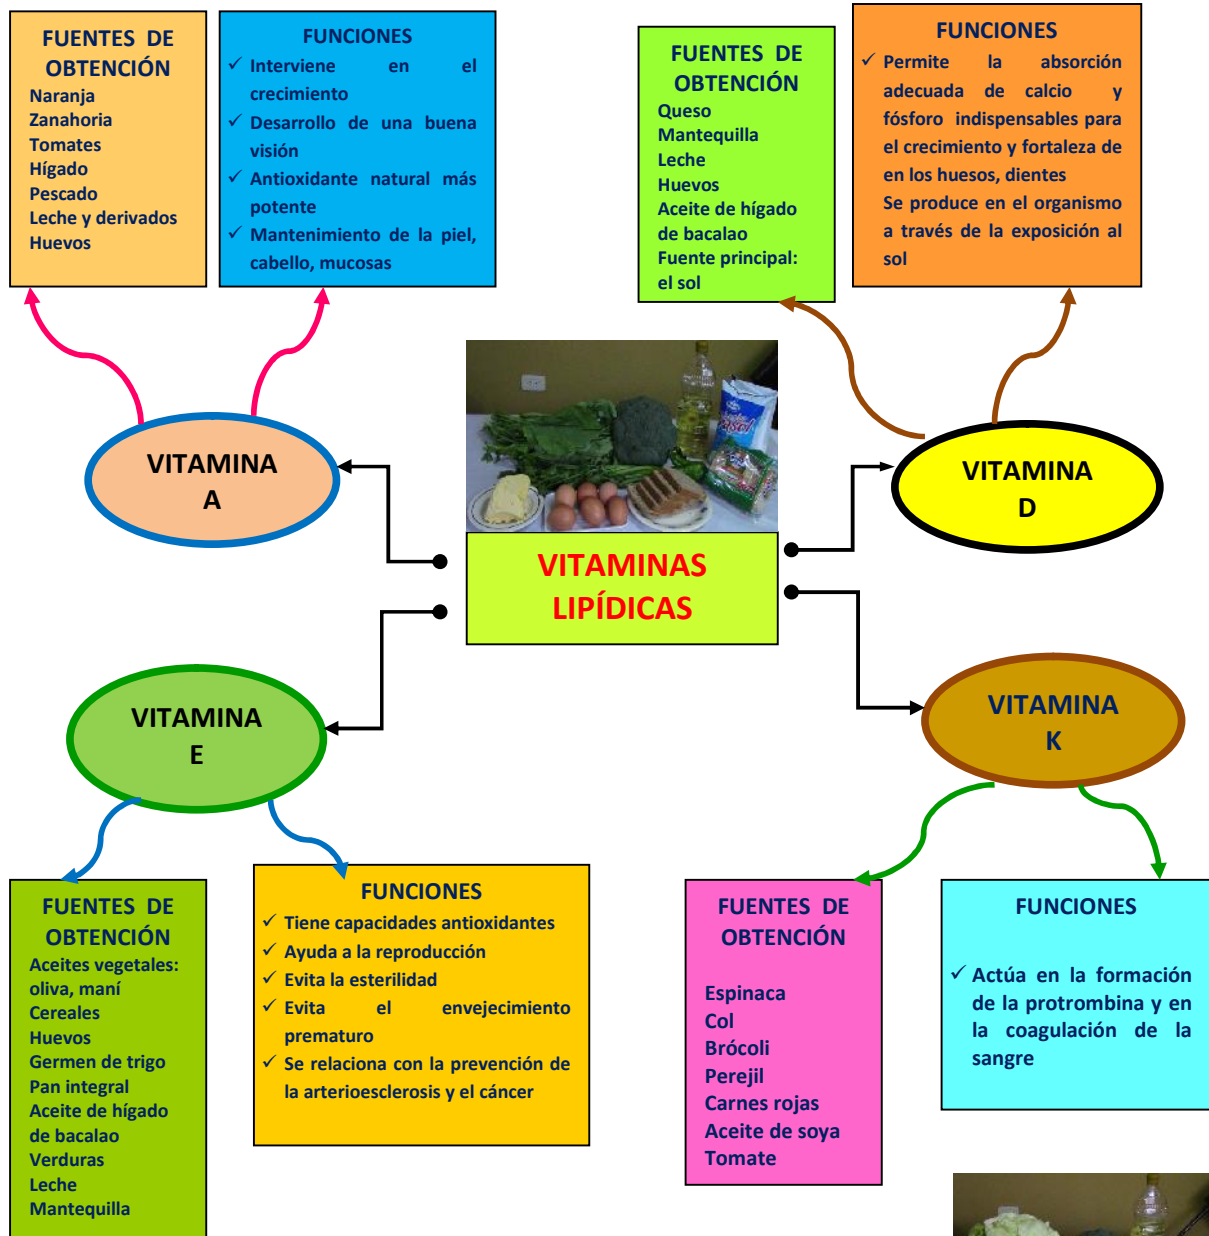 FUENTES DE
OBTENCIÓN
Naranja
Zanahoria
Tomates
Hígado
Pescado
Leche y derivados
Huevos
FUNCIONES
✓ Interviene en el
crecimiento
✓ Desarrollo de una buena
visión
✓ Antioxidante natural más
potente
✓ Mantenimiento de la piel,
cabello, mucosas
FUENTES DE
OBTENCIÓN
Queso
Mantequilla
Leche
Huevos
Aceite de hígado
de bacalao
Fuente principal:
el sol
FUNCIONES
✓ Permite la absorción
adecuada de calcio y
fósforo indispensables para
el crecimiento y fortaleza de
en los huesos, dientes
Se produce en el organismo
a través de la exposición al
sol
VITAMINA
A
VITAMINA
D
VITAMINAS
LIPÍDICAS
VITAMINA
E
VITAMINA
K
FUENTES DE
OBTENCIÓN
Aceites vegetales:
oliva, maní
Cereales
Huevos
Germen de trigo
Pan integral
Aceite de hígado
de bacalao
Verduras
Leche
Mantequilla
FUNCIONES
✓ Tiene capacidades antioxidantes
✓ Ayuda a la reproducción
✓ Evita la esterilidad
✓ Evita el envejecimiento
prematuro
✓ Se relaciona con la prevención de
la arterioesclerosis y el cáncer
FUENTES DE
OBTENCIÓN
Espinaca
Col
Brócoli
Perejil
Carnes rojas
Aceite de soya
Tomate
FUNCIONES
✓ Actúa en la formación
de la protrombina y en
la coagulación de la
sangre